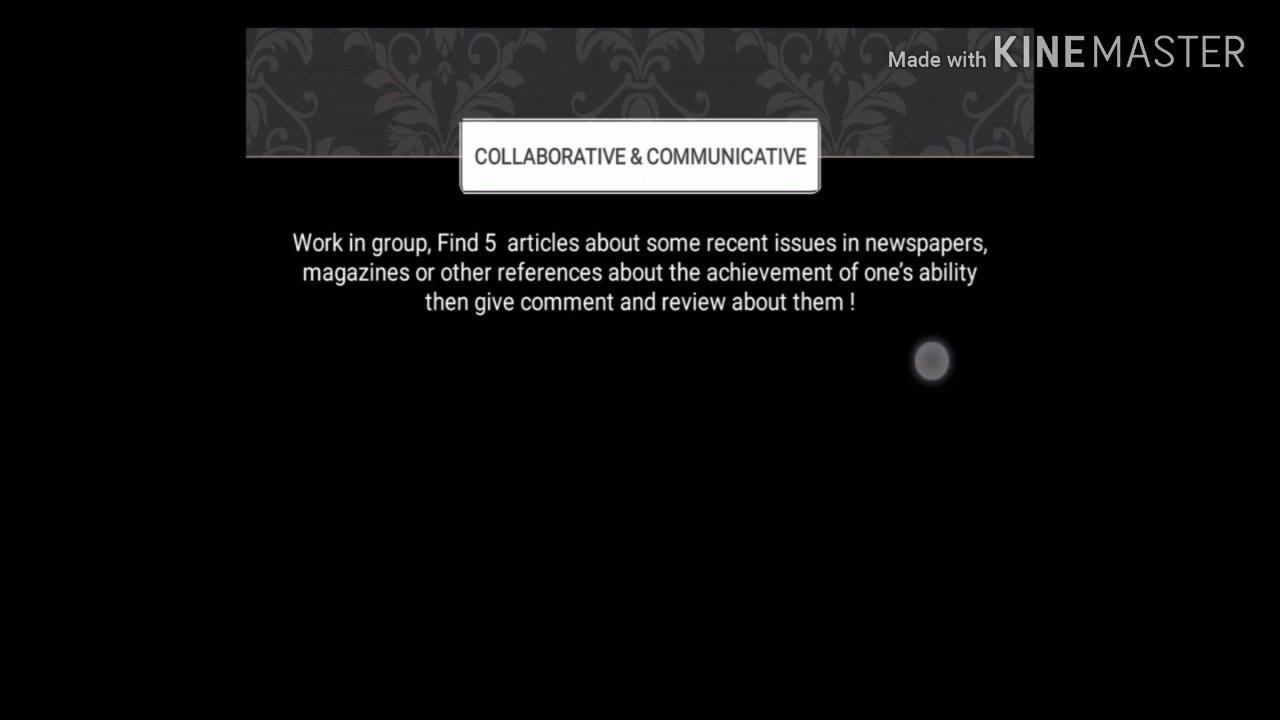 Made with KINEMASTER
COLLABORATIVE & COMMUNICATIVE
Work in group, Find 5  articles about some recent issues in newspapers,
magazines or other references about the achievement of one’s ability
then give comment and review about them !